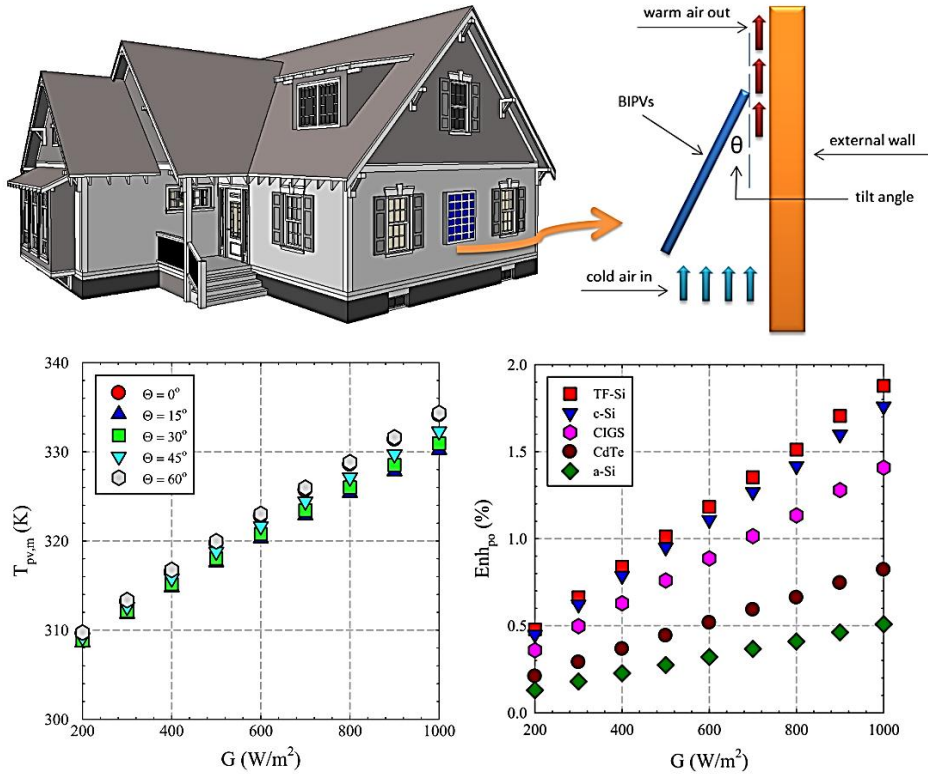 warm air out
BIPVs
θ
external wall
tilt angle
cold air in
340
330
320
310
300
T_pv,m (K)
Θ = 0°
Θ = 15°
Θ = 30°
Θ = 45°
Θ = 60°
200 400 600 800 1000
G (W/m²)
2.0
1.5
1.0
0.5
0.0
Enh_po (%)
TF-Si
c-Si
CIGS
CdTe
a-Si
200 400 600 800 1000
G (W/m²)